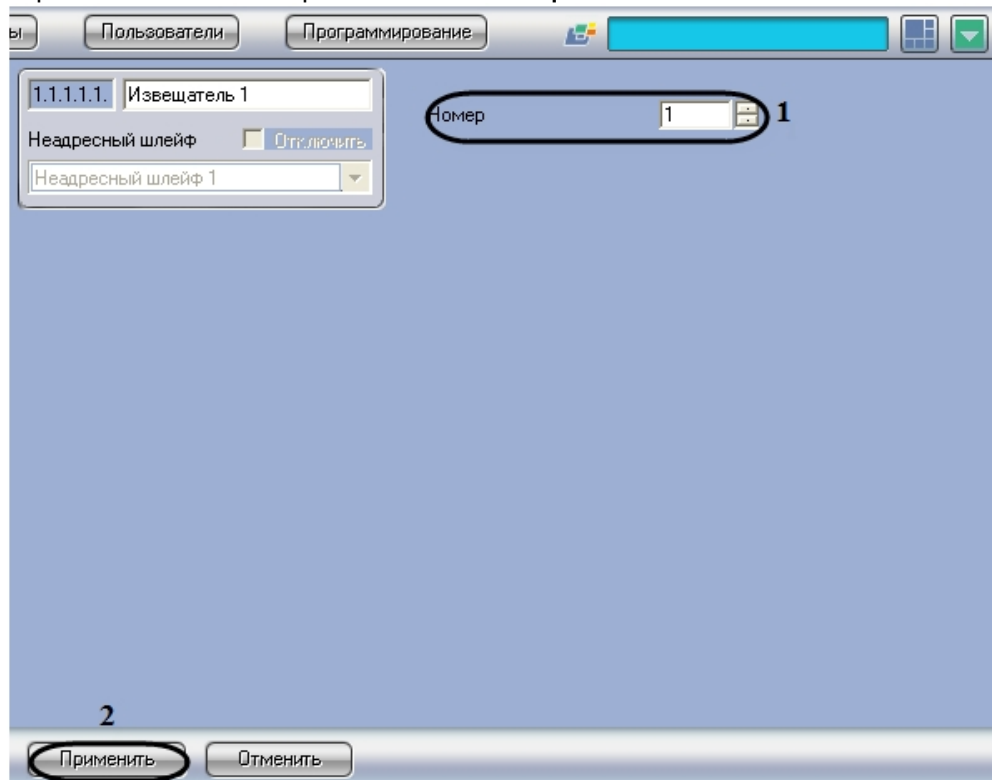 ы Пользователи Программирование
1.1.1.1.1. Извещатель 1
Номер 1 1
Неадресный шлейф Отключить
Неадресный шлейф 1
2
Применить Отменить